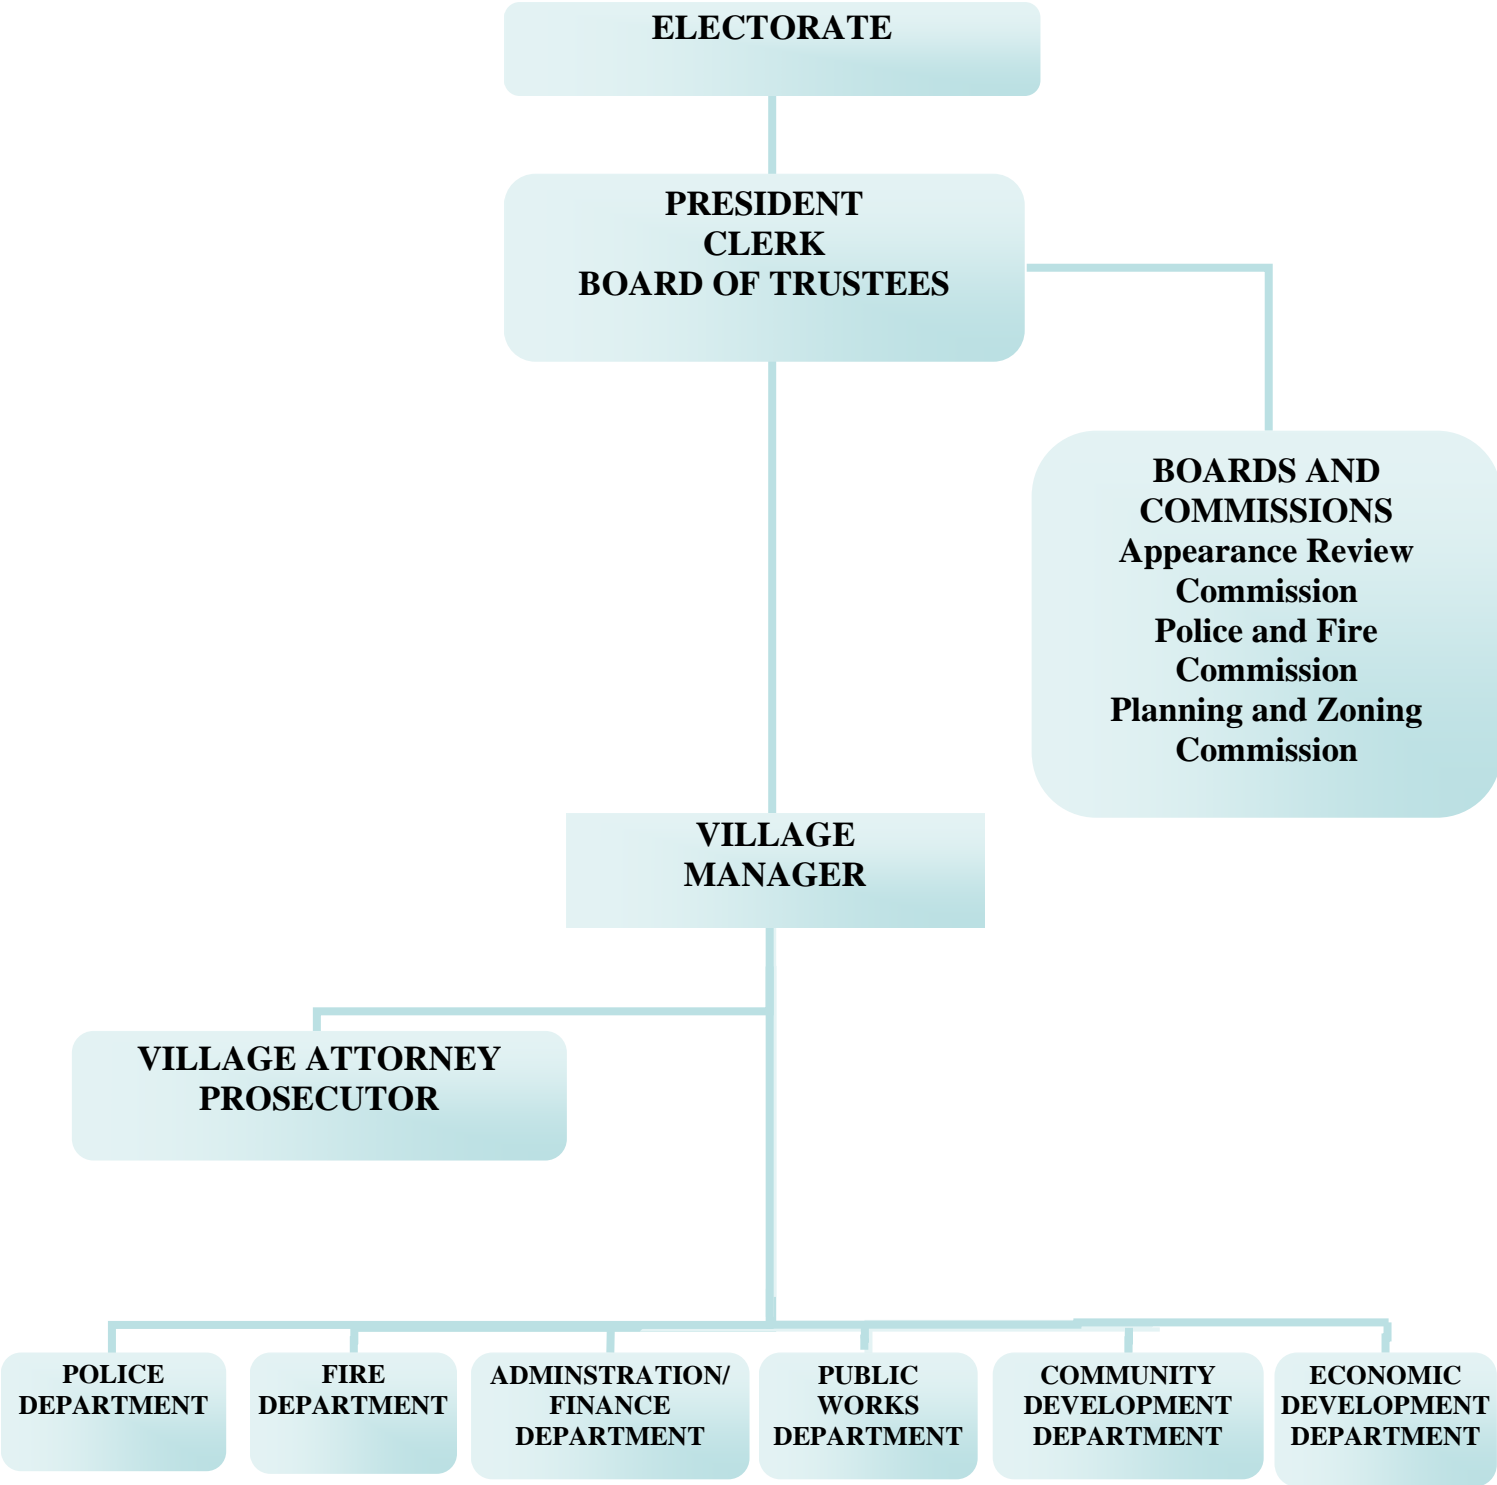 ELECTORATE
PRESIDENT
CLERK
BOARD OF TRUSTEES
BOARDS AND
COMMISSIONS
Appearance Review
Commission
Police and Fire
Commission
Planning and Zoning
Commission
VILLAGE
MANAGER
VILLAGE ATTORNEY
PROSECUTOR
POLICE
DEPARTMENT
FIRE
DEPARTMENT
ADMINSTRATION/
FINANCE
DEPARTMENT
PUBLIC
WORKS
DEPARTMENT
COMMUNITY
DEVELOPMENT
DEPARTMENT
ECONOMIC
DEVELOPMENT
DEPARTMENT